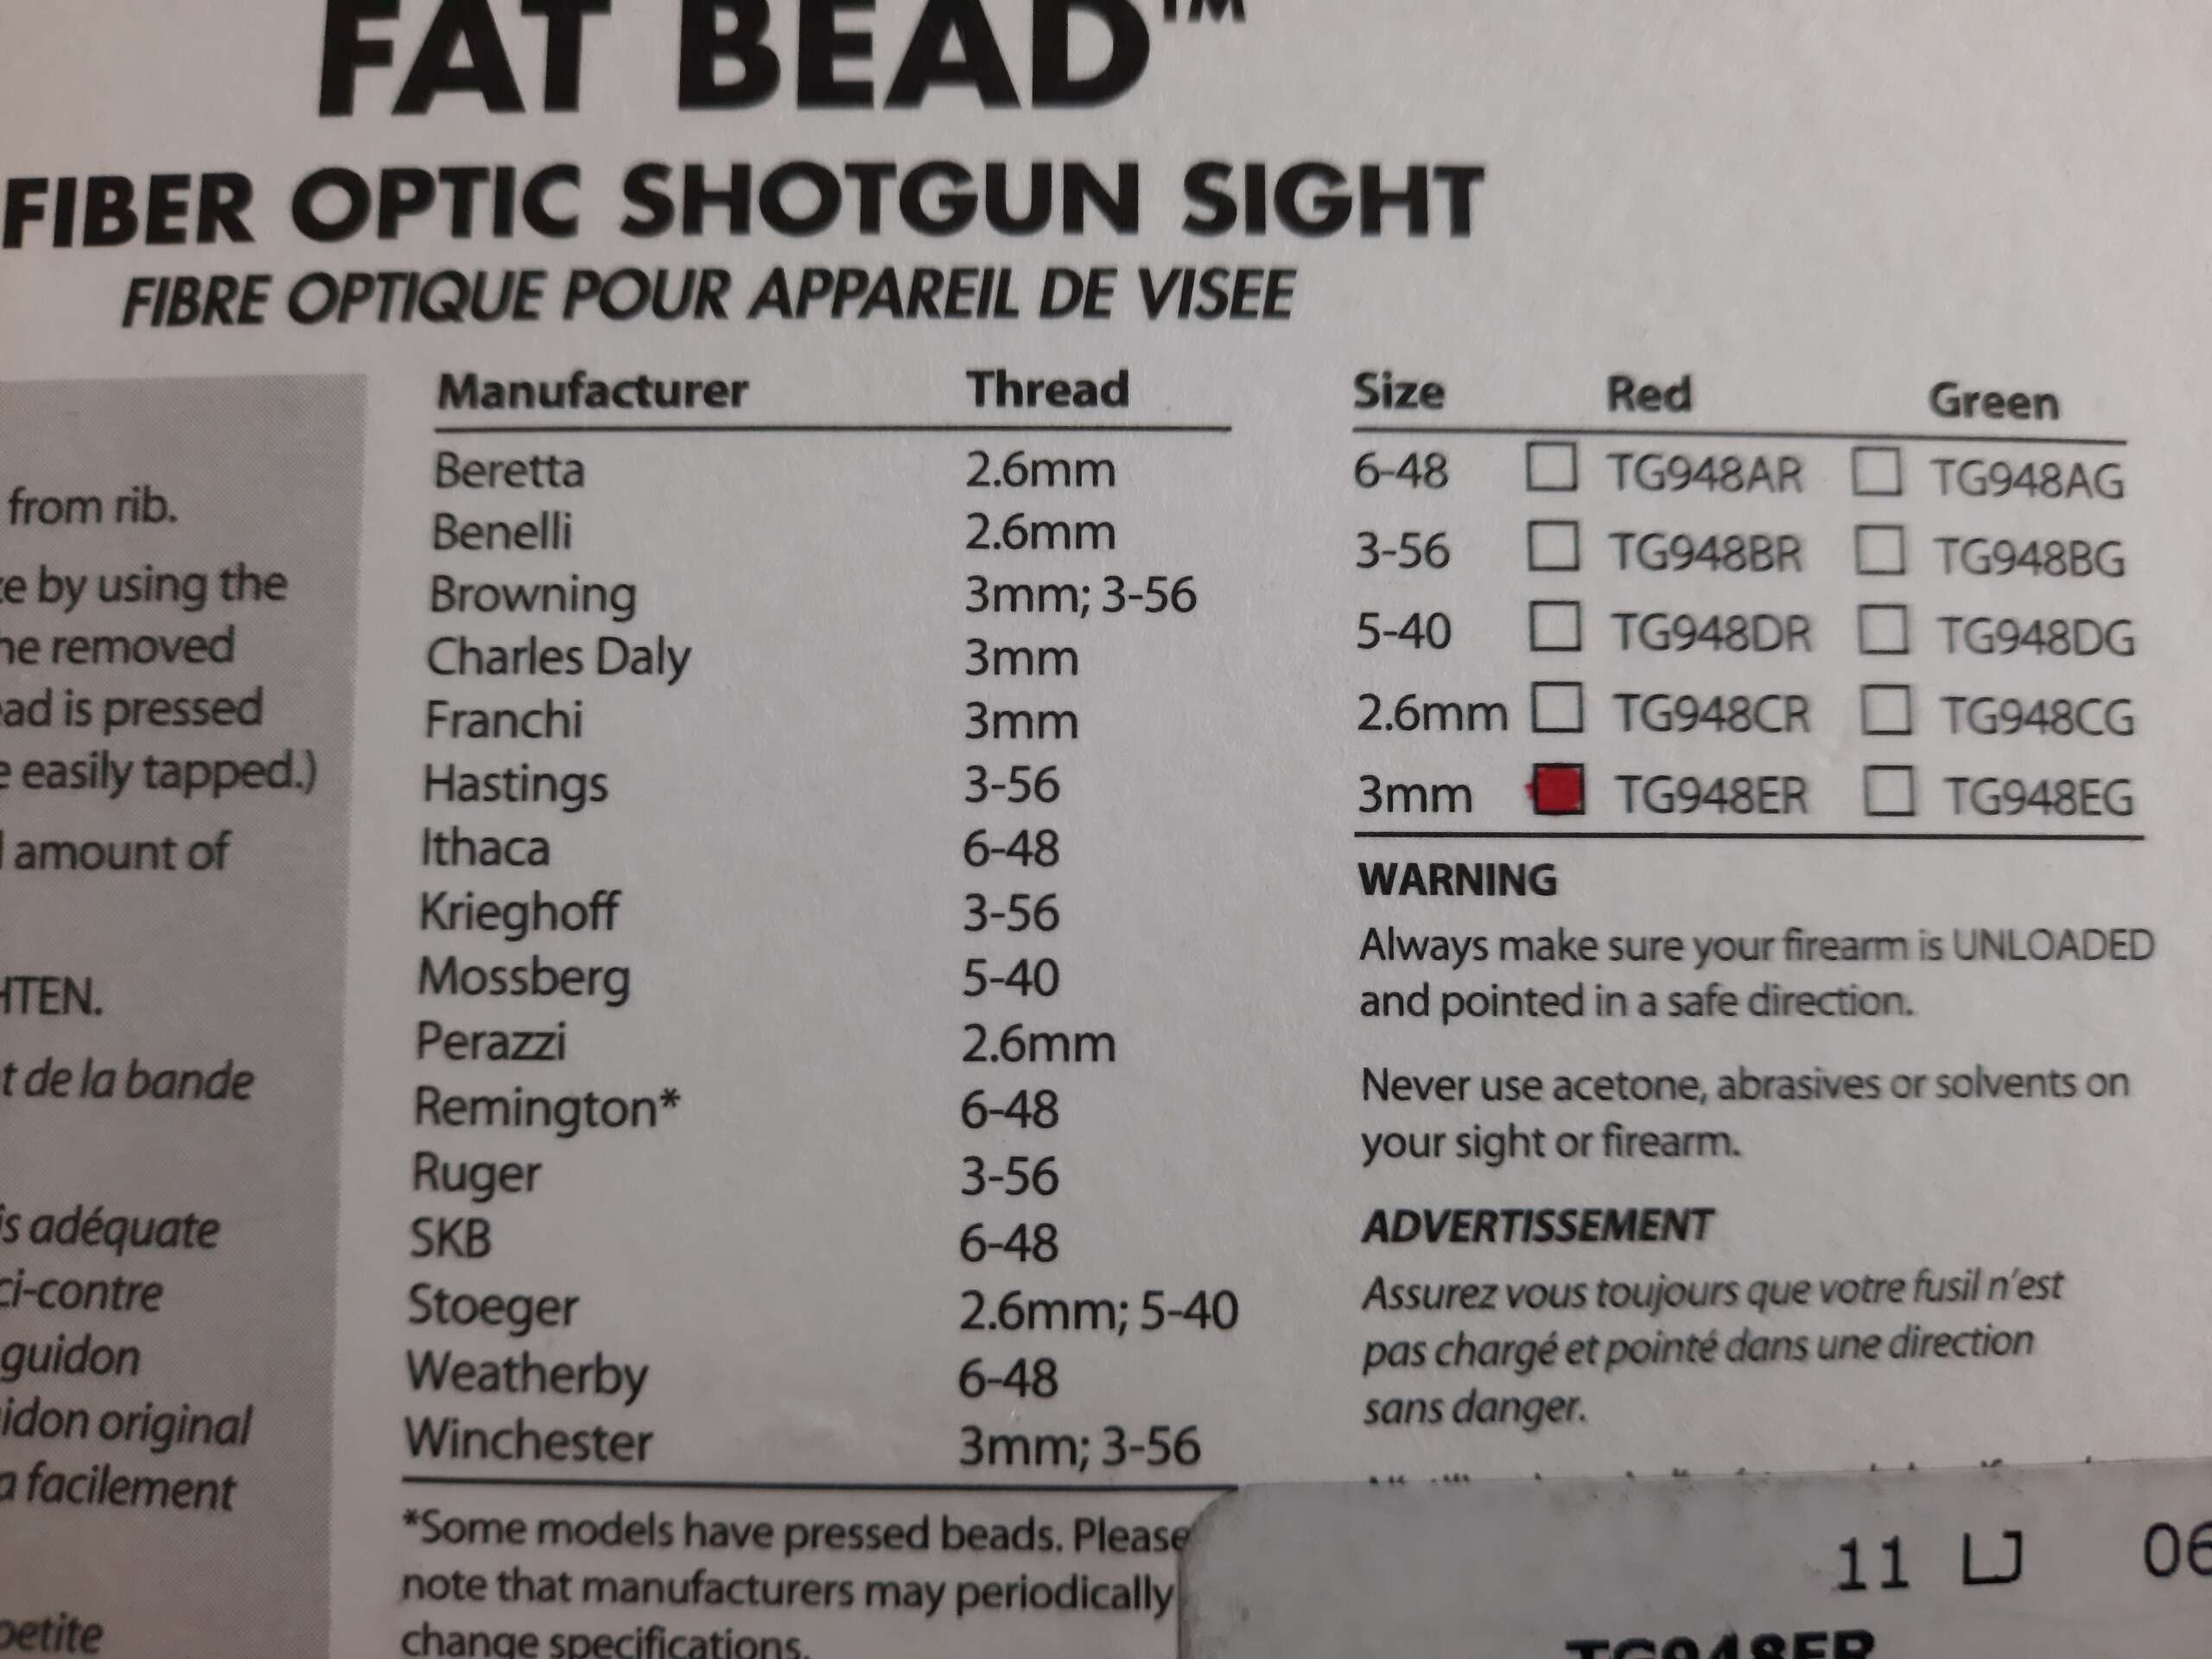 FAT BEAD™
FIBER OPTIC SHOTGUN SIGHT
FIBRE OPTIQUE POUR APPAREIL DE VISEE
from rib.
by using the
removed
is pressed
easily tapped.)
amount of
de la bande
adéquate
ci-contre
guidon
original
facilement
petite
Manufacturer Thread
Beretta 2.6mm
Benelli 2.6mm
Browning 3mm; 3-56
Charles Daly 3mm
Franchi 3mm
Hastings 3-56
Ithaca 6-48
Krieghoff 3-56
Mossberg 5-40
Perazzi 2.6mm
Remington* 6-48
Ruger 3-56
SKB 6-48
Stoeger 2.6mm; 5-40
Weatherby 6-48
Winchester 3mm; 3-56
*Some models have pressed beads. Please
note that manufacturers may periodically
change specifications.
Size Red Green
6-48 TG948AR TG948AG
3-56 TG948BR TG948BG
5-40 TG948DR TG948DG
2.6mm TG948CR TG948CG
3mm TG948ER TG948EG
WARNING
Always make sure your firearm is UNLOADED
and pointed in a safe direction.
Never use acetone, abrasives or solvents on
your sight or firearm.
ADVERTISSEMENT
Assurez vous toujours que votre fusil n'est
pas chargé et pointé dans une direction
sans danger.
11 LJ 06
TG948ER